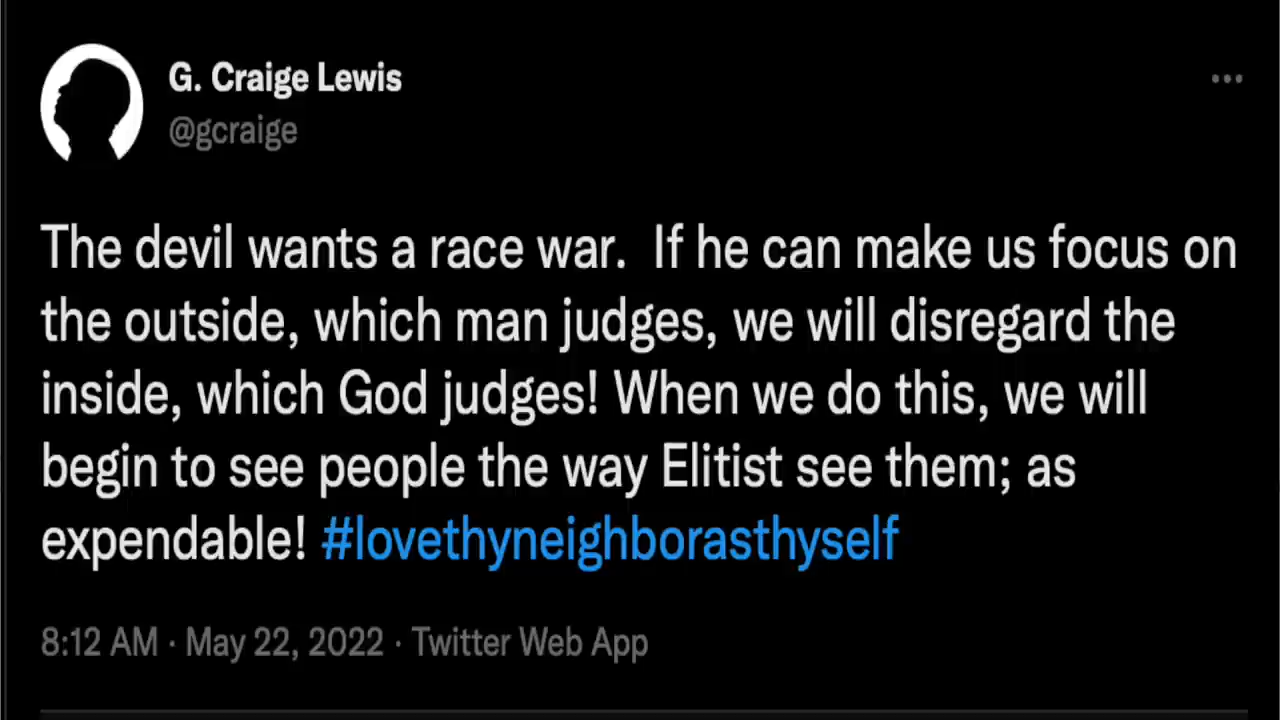 G. Craige Lewis
@gcraige
The devil wants a race war.  If he can make us focus on
the outside, which man judges, we will disregard the
inside, which God judges! When we do this, we will
begin to see people the way Elitist see them; as
expendable! #lovethyneighborasthyself
8:12 AM · May 22, 2022 · Twitter Web App